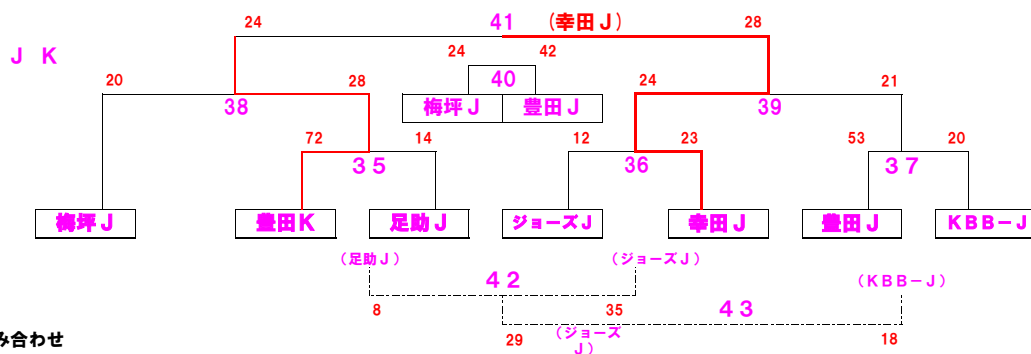 24 41 (幸田J) 28
J K
24 42
20 28 40 24 21
38 梅坪J 豊田J 39
72 14 12 23 53 20
35 36 37
梅坪J 豊田K 足助J ジョーズJ 幸田J 豊田J KBB-J
(足助J) (ジョーズJ)
42 (KBB-J)
8 35 43
29 (ジョーズ 18
J)
み合わせ